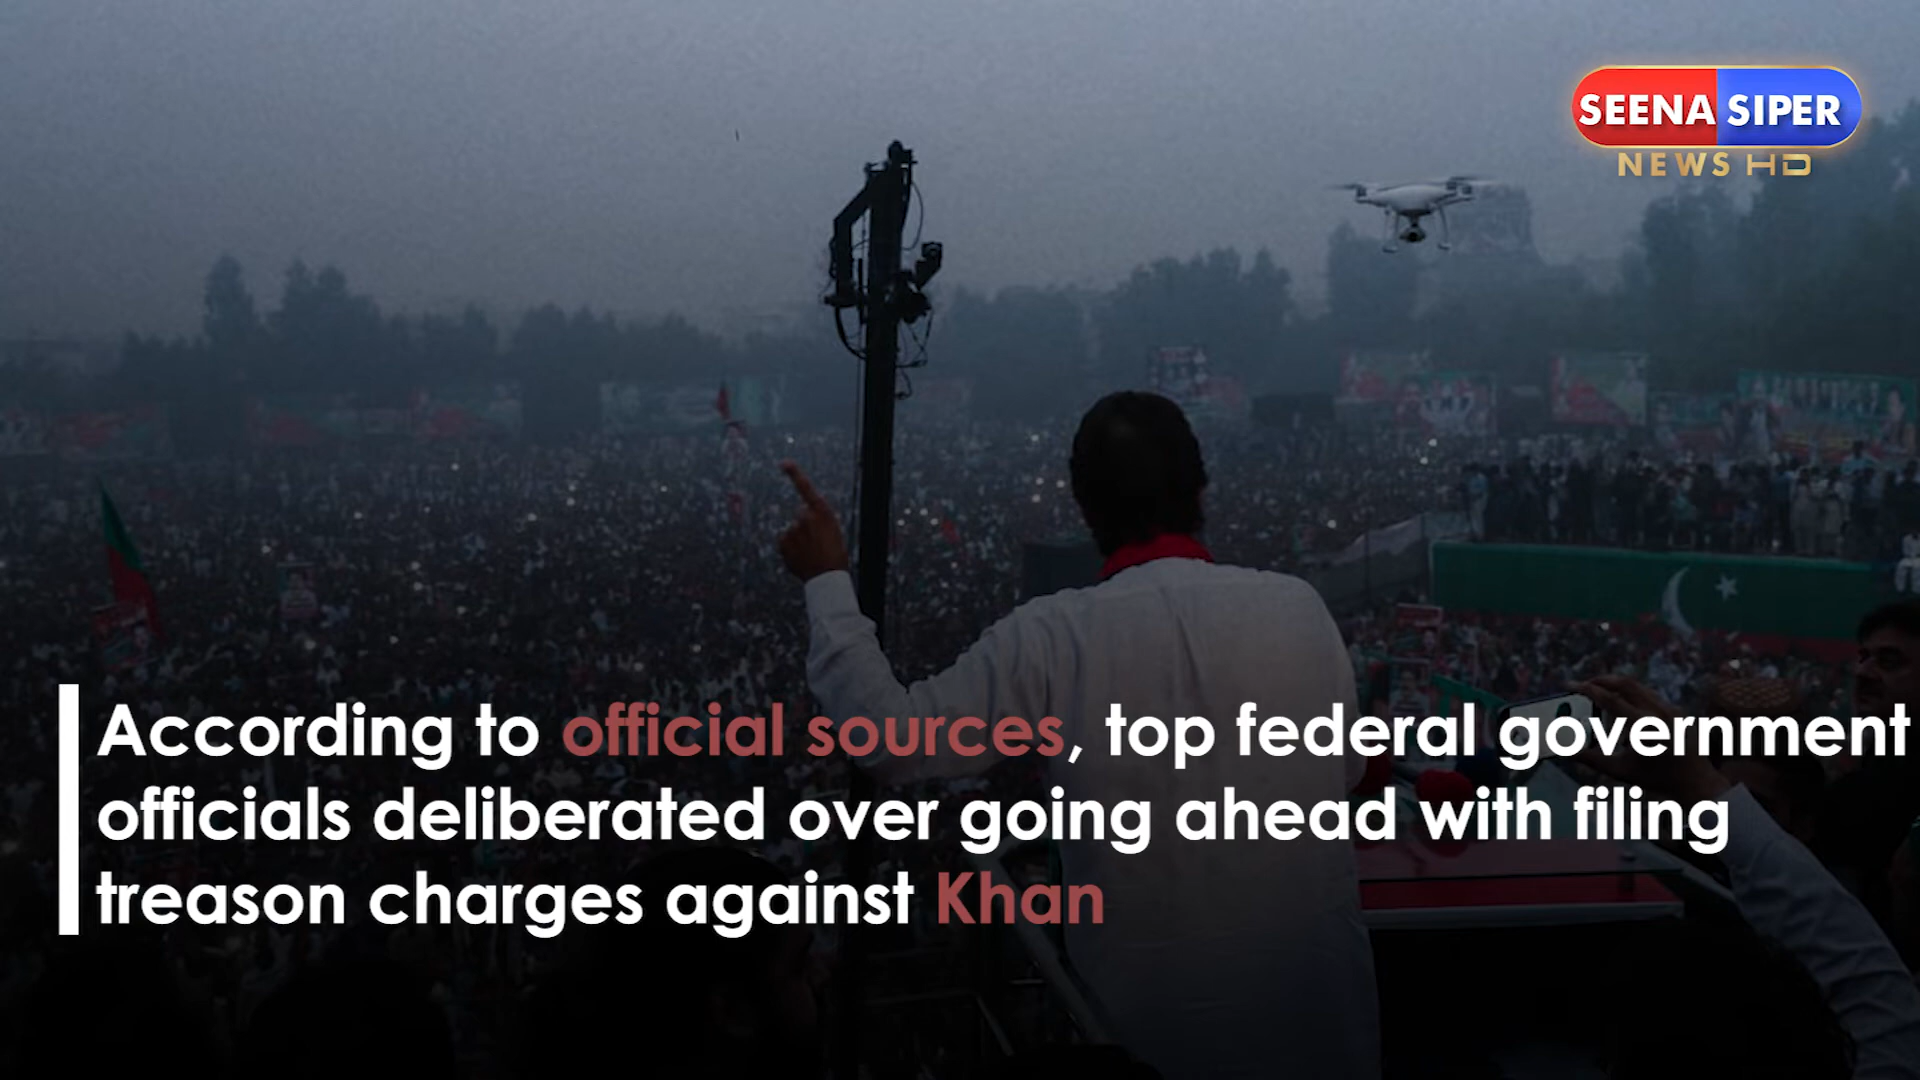 SEENA SIPER
NEWS HD
According to official sources, top federal government
officials deliberated over going ahead with filing
treason charges against Khan